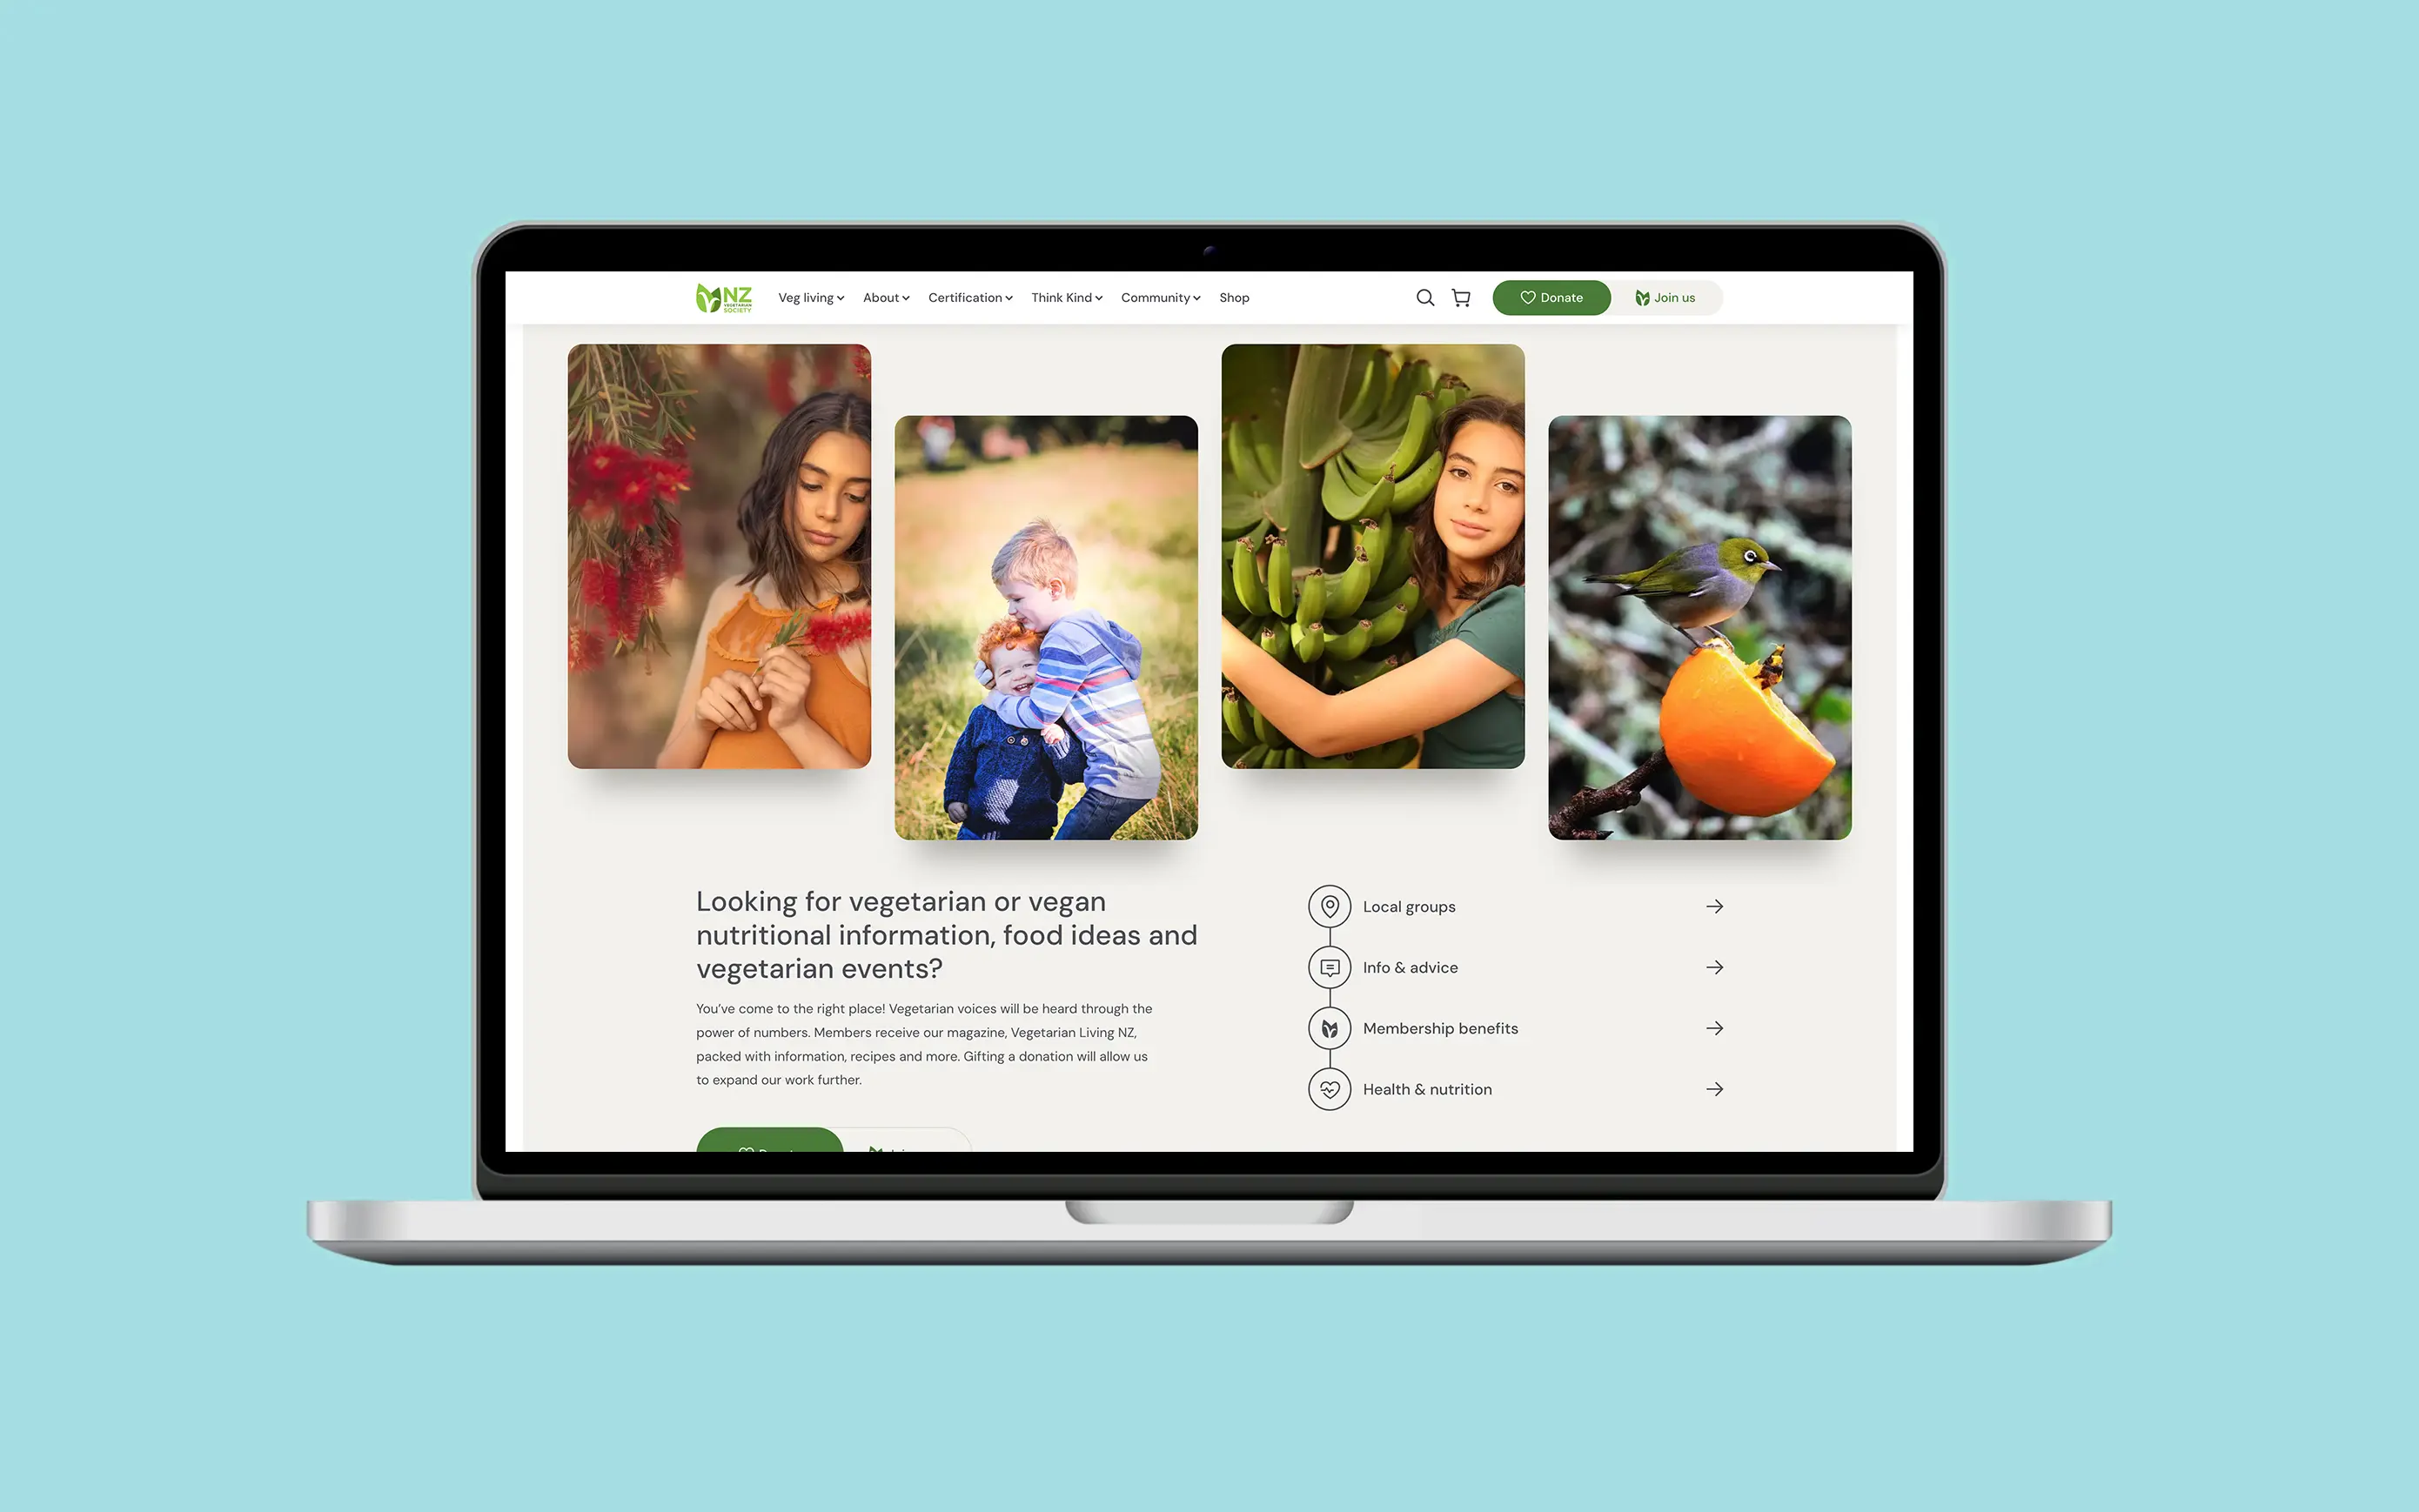 NZ
VEGETARIAN
SOCIETY
Veg living
About
Certification
Think Kind
Community
Shop
Donate
Join us
Looking for vegetarian or vegan
nutritional information, food ideas and
vegetarian events?
You've come to the right place! Vegetarian voices will be heard through the
power of numbers. Members receive our magazine, Vegetarian Living NZ,
packed with information, recipes and more. Gifting a donation will allow us
to expand our work further.
Local groups
Info & advice
Membership benefits
Health & nutrition